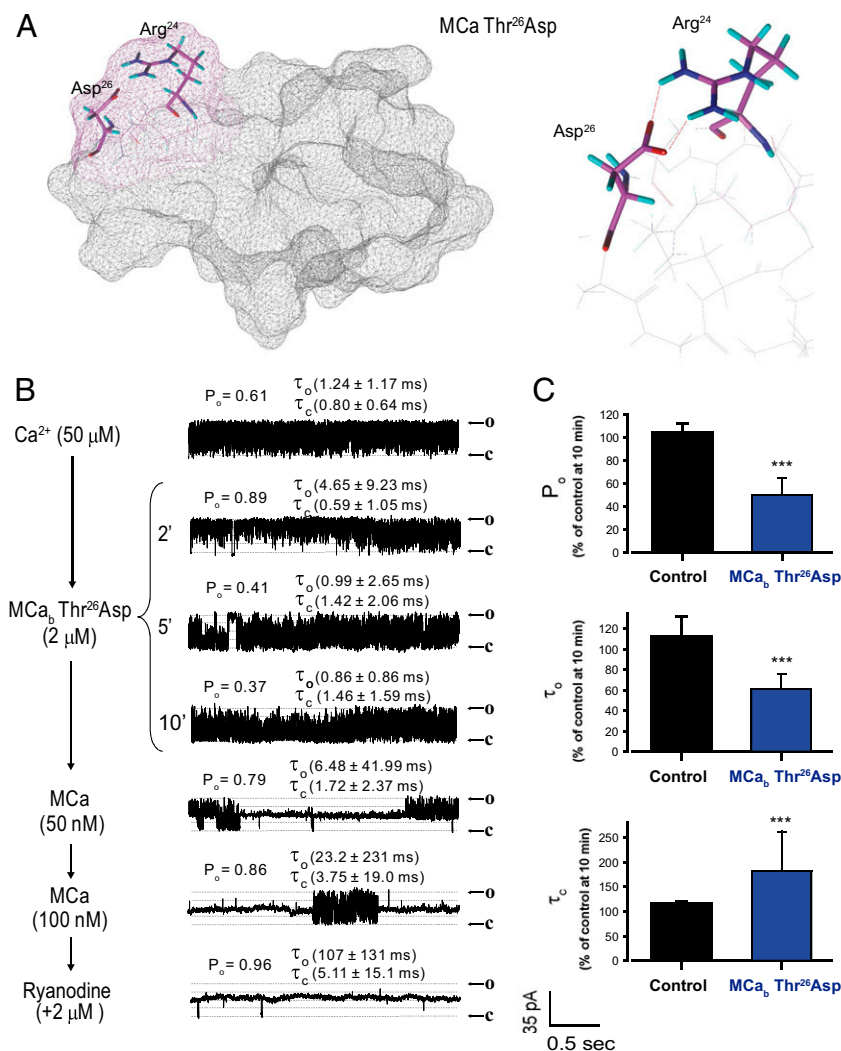 A
Arg24
Asp26
MCa Thr26Asp
Arg24
Asp26
B
Ca2+ (50 μM)
Po = 0.61
τo (1.24 ± 1.17 ms)
τc (0.80 ± 0.64 ms)
o
c
MCab Thr26Asp
(2 μM)
2’
Po = 0.89
τo (4.65 ± 9.23 ms)
τc (0.59 ± 1.05 ms)
o
c
5’
Po = 0.41
τo (0.99 ± 2.65 ms)
τc (1.42 ± 2.06 ms)
o
c
10’
Po = 0.37
τo (0.86 ± 0.86 ms)
τc (1.46 ± 1.59 ms)
o
c
MCa
(50 nM)
Po = 0.79
τo (6.48 ± 41.99 ms)
τc (1.72 ± 2.37 ms)
o
c
MCa
(100 nM)
Po = 0.86
τo (23.2 ± 231 ms)
τc (3.75 ± 19.0 ms)
o
c
Ryanodine
(+2 μM )
Po = 0.96
τo (107 ± 131 ms)
τc (5.11 ± 15.1 ms)
o
c
C
Po
(% of control at 10 min)
120
100
80
60
40
20
0
***
Control
MCab Thr26Asp
τo
(% of control at 10 min)
120
100
80
60
40
20
0
***
Control
MCab Thr26Asp
τc
(% of control at 10 min)
250
200
150
100
50
0
***
Control
MCab Thr26Asp
35 pA
0.5 sec